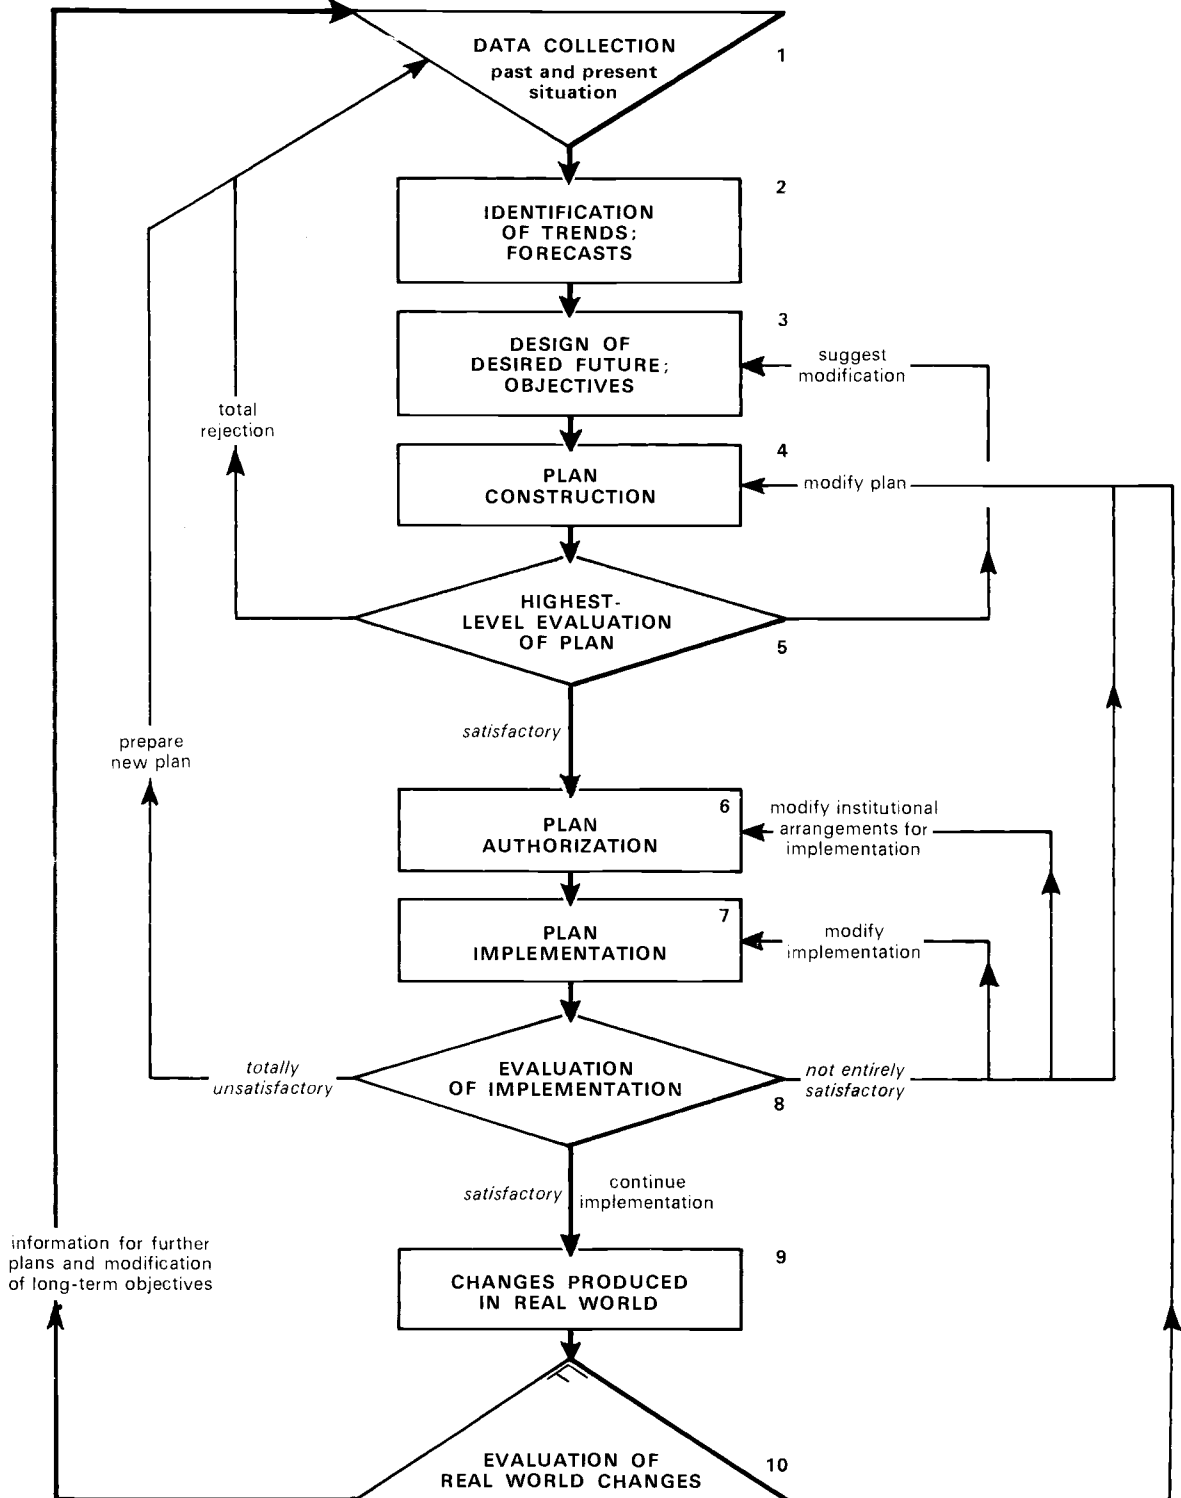 DATA COLLECTION
past and present
situation
1
2
IDENTIFICATION
OF TRENDS;
FORECASTS
3
DESIGN OF
DESIRED FUTURE;
OBJECTIVES
suggest
modification
total
rejection
4
PLAN
CONSTRUCTION
modify plan
HIGHEST-
LEVEL EVALUATION
OF PLAN
5
satisfactory
prepare
new plan
6
PLAN
AUTHORIZATION
modify institutional
arrangements for
implementation
7
PLAN
IMPLEMENTATION
modify
implementation
totally
unsatisfactory
EVALUATION
OF IMPLEMENTATION
8
not entirely
satisfactory
satisfactory
continue
implementation
information for further
plans and modification
of long-term objectives
9
CHANGES PRODUCED
IN REAL WORLD
EVALUATION OF
REAL WORLD CHANGES
10